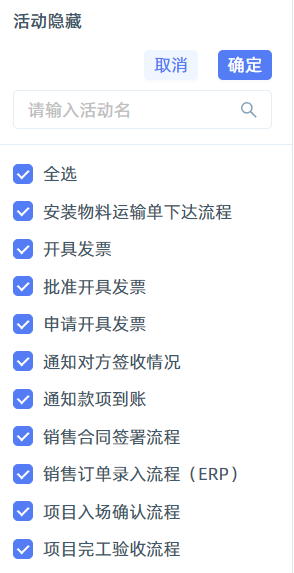 活动隐藏
取消
确定
请输入活动名
全选
安装物料运输单下达流程
开具发票
批准开具发票
申请开具发票
通知对方签收情况
通知款项到账
销售合同签署流程
销售订单录入流程（ERP）
项目入场确认流程
项目完工验收流程